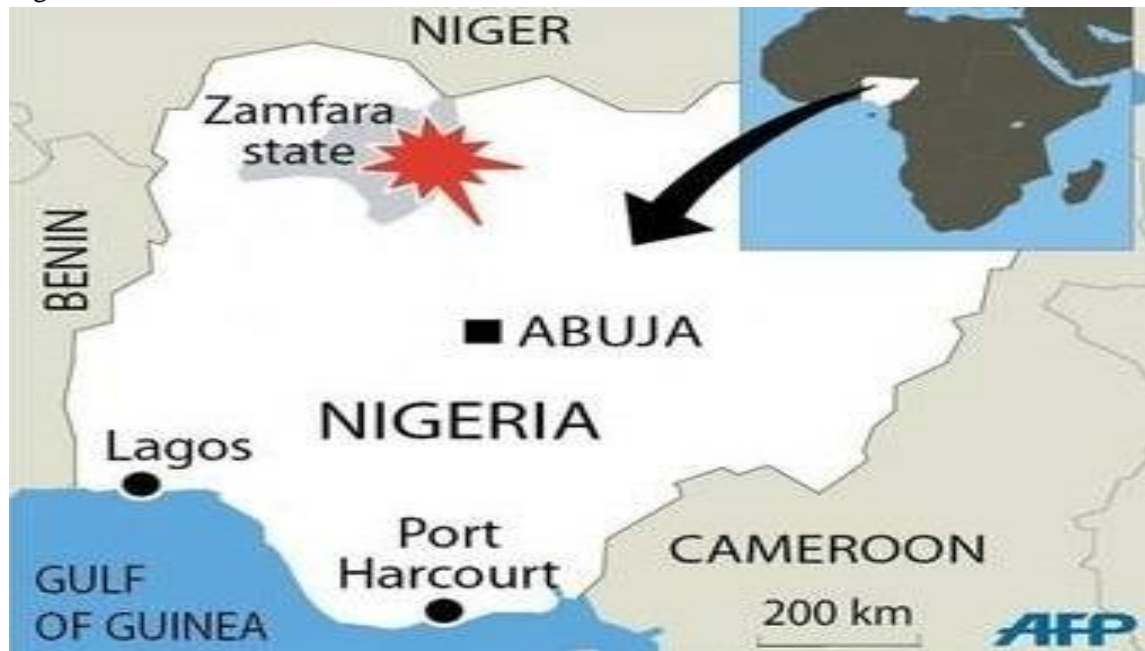 NIGER
Zamfara
state
BENIN
ABUJA
NIGERIA
Lagos
Port
Harcourt
CAMEROON
GULF
OF GUINEA
200 km
AFP